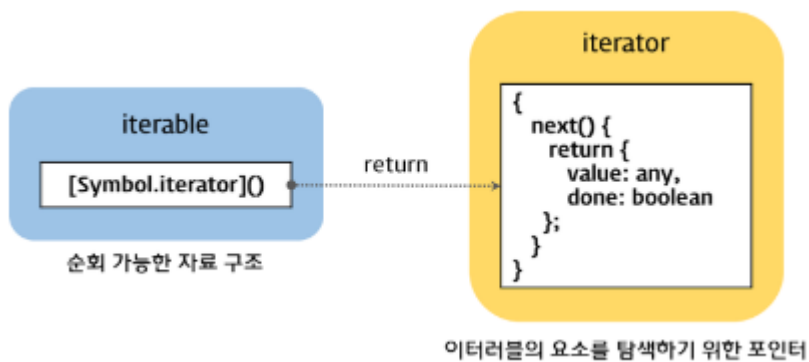 iterable
[Symbol.iterator]()
순회 가능한 자료 구조
return
iterator
{
next() {
return {
value: any,
done: boolean
};
}
}
이터러블의 요소를 탐색하기 위한 포인터